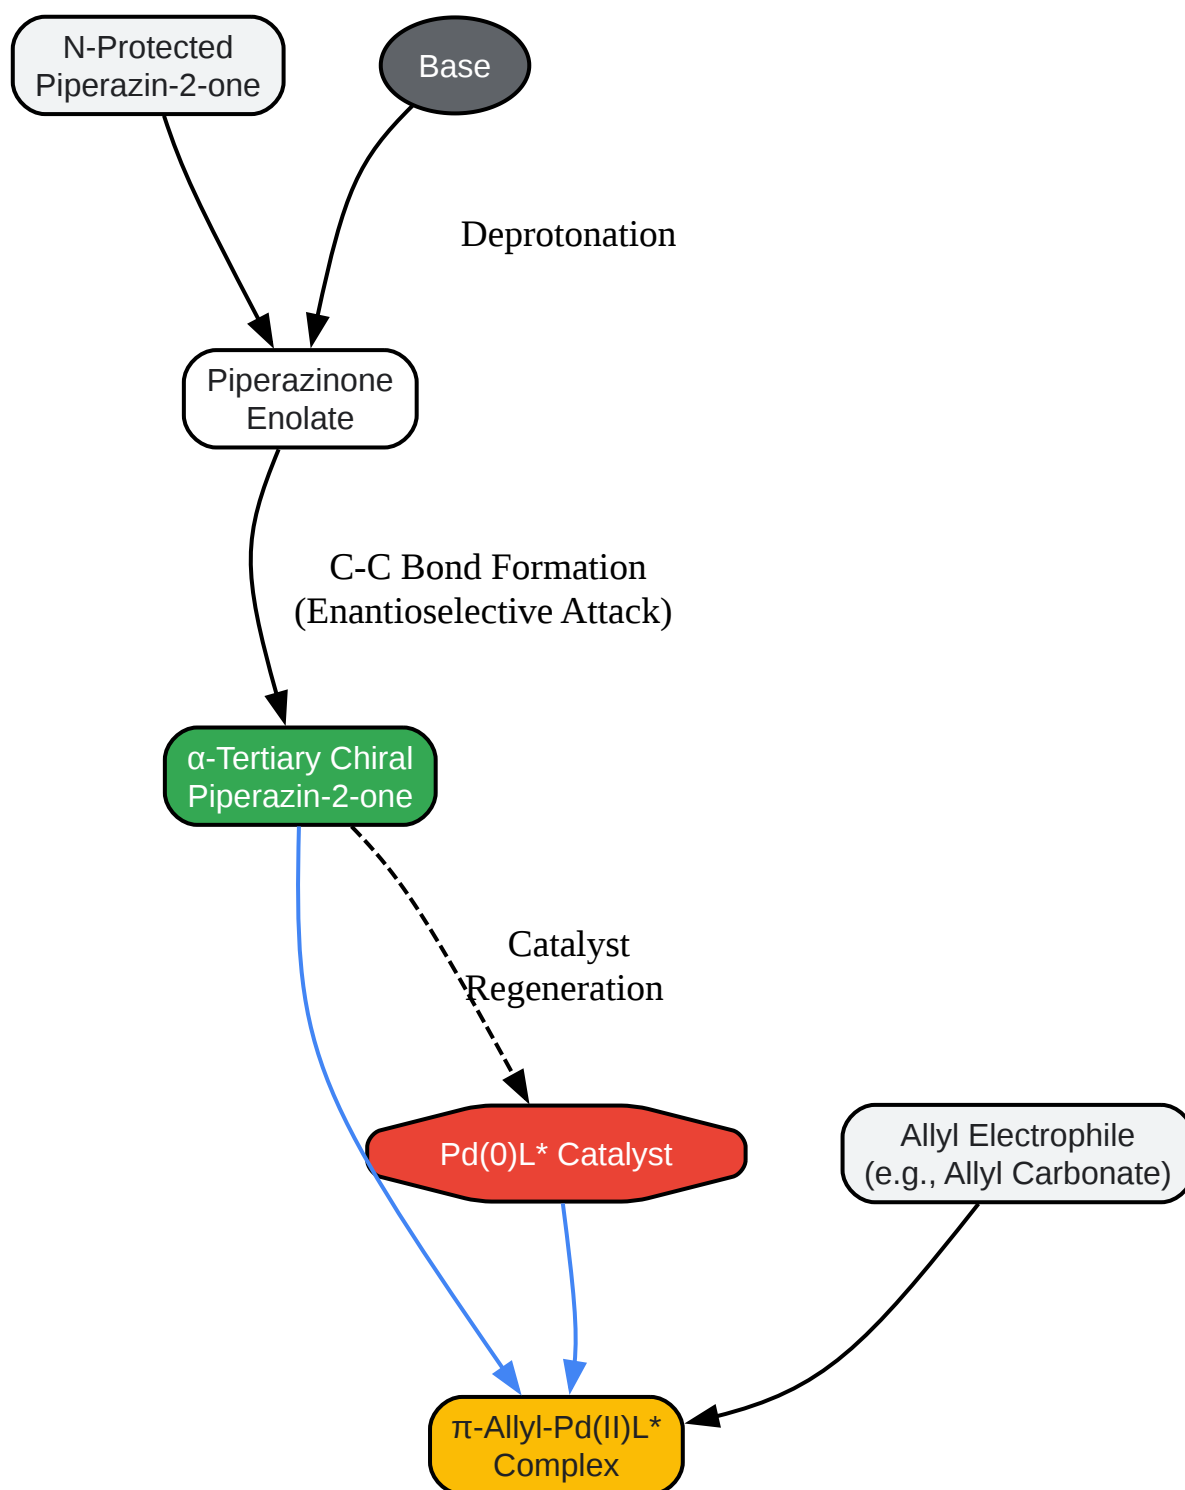 N-Protected
Piperazin-2-one
Base
Deprotonation
Piperazinone
Enolate
C-C Bond Formation
(Enantioselective Attack)
α-Tertiary Chiral
Piperazin-2-one
Catalyst
Regeneration
Pd(0)L* Catalyst
Allyl Electrophile
(e.g., Allyl Carbonate)
π-Allyl-Pd(II)L*
Complex